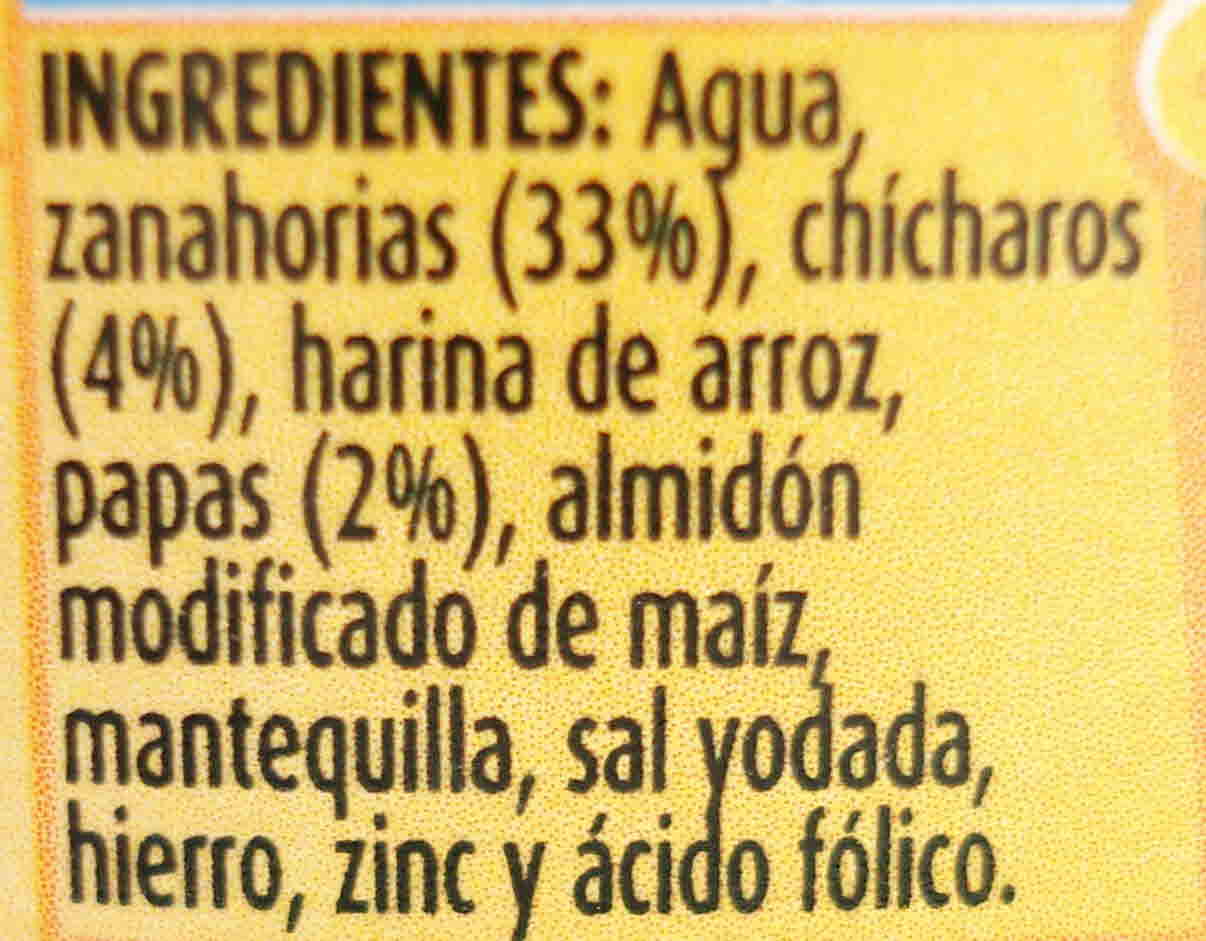 INGREDIENTES: Agua,
zanahorias (33%), chícharos
(4%), harina de arroz,
papas (2%), almidón
modificado de maíz,
mantequilla, sal yodada,
hierro, zinc y ácido fólico.